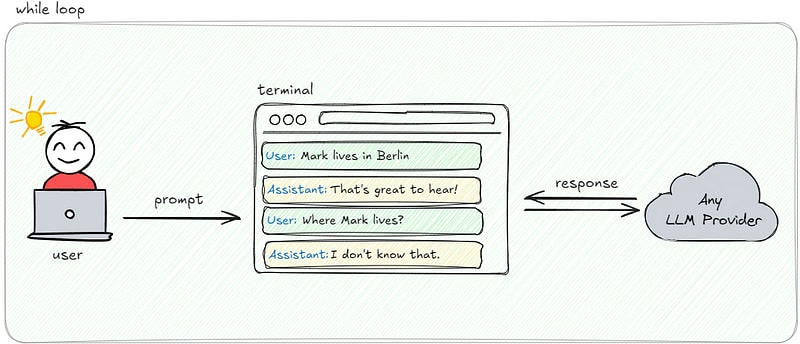 while loop
terminal
User: Mark lives in Berlin
Assistant: That's great to hear!
User: Where Mark lives?
Assistant: I don't know that.
prompt
user
response
Any
LLM Provider